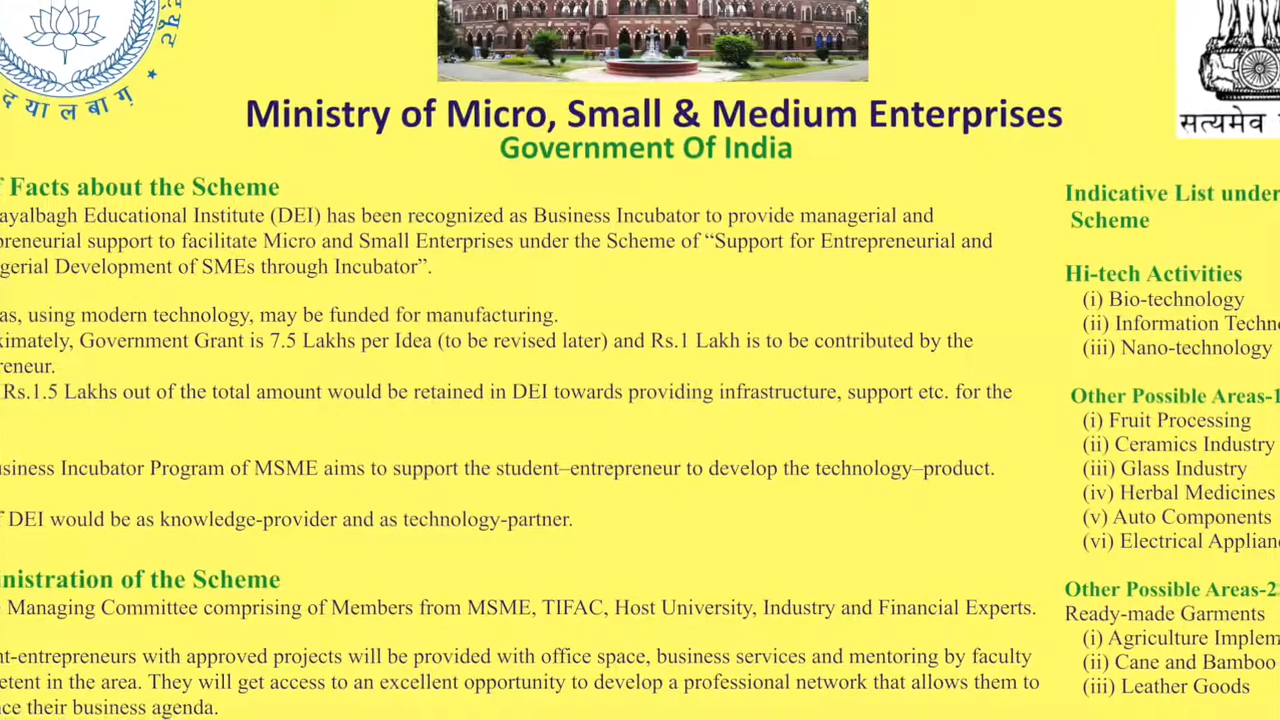 दयालबाग़
Ministry of Micro, Small & Medium Enterprises
Government Of India
सत्यमेव
Facts about the Scheme
ayalbagh Educational Institute (DEI) has been recognized as Business Incubator to provide managerial and
preneurial support to facilitate Micro and Small Enterprises under the Scheme of “Support for Entrepreneurial and
gerial Development of SMEs through Incubator”.
as, using modern technology, may be funded for manufacturing.
ximately, Government Grant is 7.5 Lakhs per Idea (to be revised later) and Rs.1 Lakh is to be contributed by the
reneur.
Rs.1.5 Lakhs out of the total amount would be retained in DEI towards providing infrastructure, support etc. for the
usiness Incubator Program of MSME aims to support the student–entrepreneur to develop the technology–product.
f DEI would be as knowledge-provider and as technology-partner.
inistration of the Scheme
Managing Committee comprising of Members from MSME, TIFAC, Host University, Industry and Financial Experts.
nt-entrepreneurs with approved projects will be provided with office space, business services and mentoring by faculty
etent in the area. They will get access to an excellent opportunity to develop a professional network that allows them to
nce their business agenda.
Indicative List under
Scheme
Hi-tech Activities
(i) Bio-technology
(ii) Information Techno
(iii) Nano-technology
Other Possible Areas-1
(i) Fruit Processing
(ii) Ceramics Industry
(iii) Glass Industry
(iv) Herbal Medicines
(v) Auto Components
(vi) Electrical Applian
Other Possible Areas-2
Ready-made Garments
(i) Agriculture Implem
(ii) Cane and Bamboo
(iii) Leather Goods